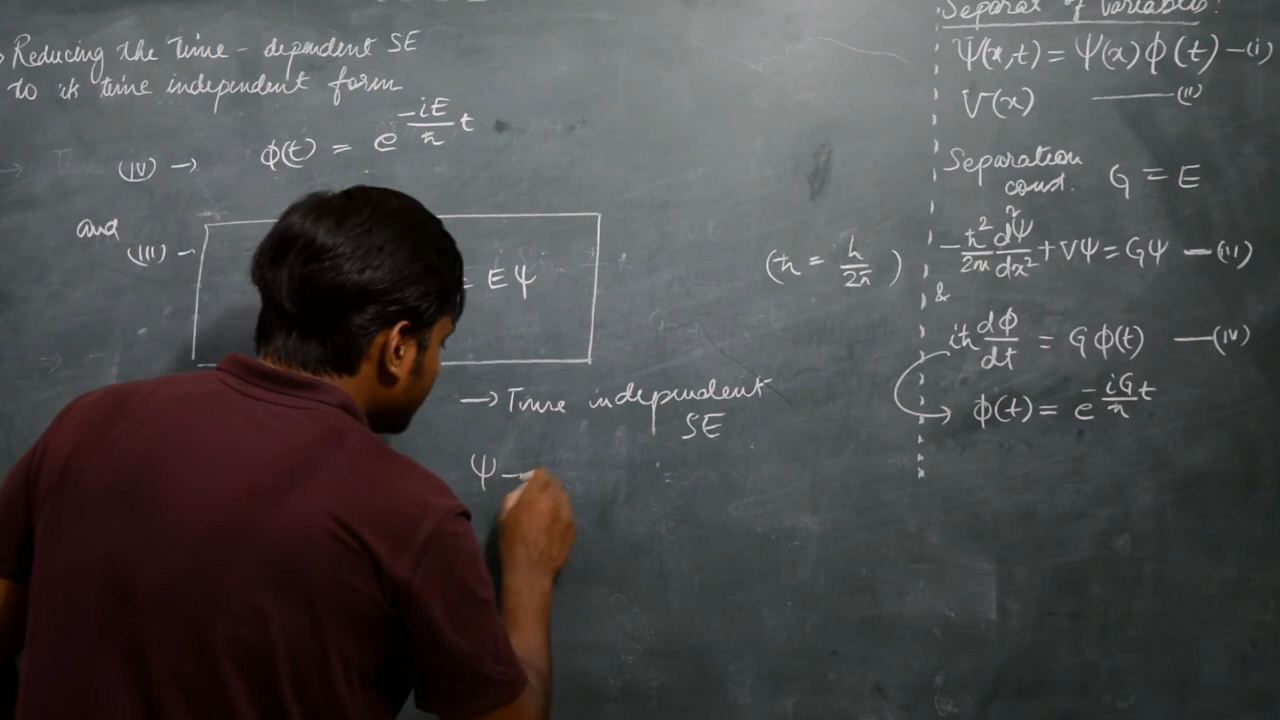 Reducing the Time - dependent SE
to its time independent form
(IV) → ϕ(t) = e^{-iE/ħ t}
and
(III) -
= EΨ
→ Time independent
SE
Ψ —
(ħ = h/2π)
Separat of Variables:
Ψ(x,t) = Ψ(x) ϕ(t) —(i)
V(x) —(ii)
Separation
const. G = E
-ħ²/2m d²Ψ/dx² + VΨ = GΨ —(III)
&
iħ dϕ/dt = G ϕ(t) —(IV)
→ ϕ(t) = e^{-iG/ħ t}